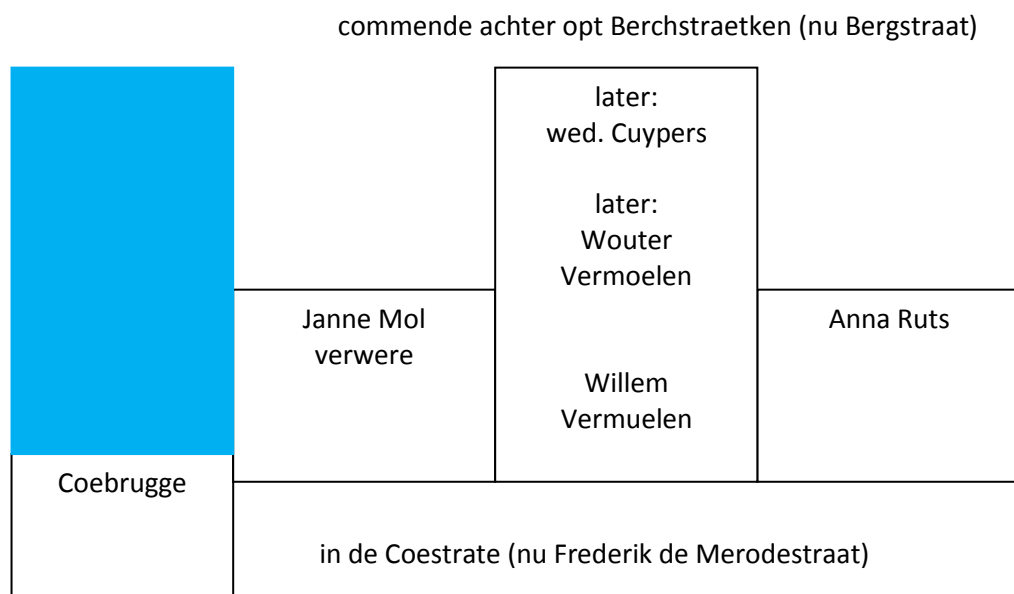 commende achter opt Berchstraetken (nu Bergstraat)
later:
wed. Cuypers
later:
Wouter
Vermoelen
Janne Mol
verwere
Anna Ruts
Willem
Vermuelen
Coebrugge
in de Coestrate (nu Frederik de Merodestraat)